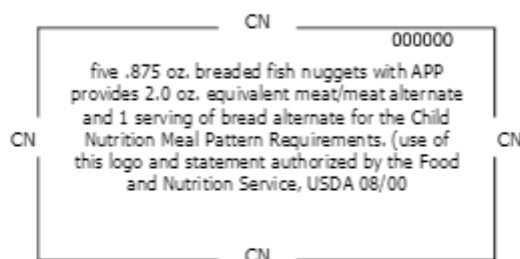 CN
000000
five .875 oz. breaded fish nuggets with APP
provides 2.0 oz. equivalent meat/meat alternate
and 1 serving of bread alternate for the Child
CN Nutrition Meal Pattern Requirements. (use of CN
this logo and statement authorized by the Food
and Nutrition Service, USDA 08/00
CN